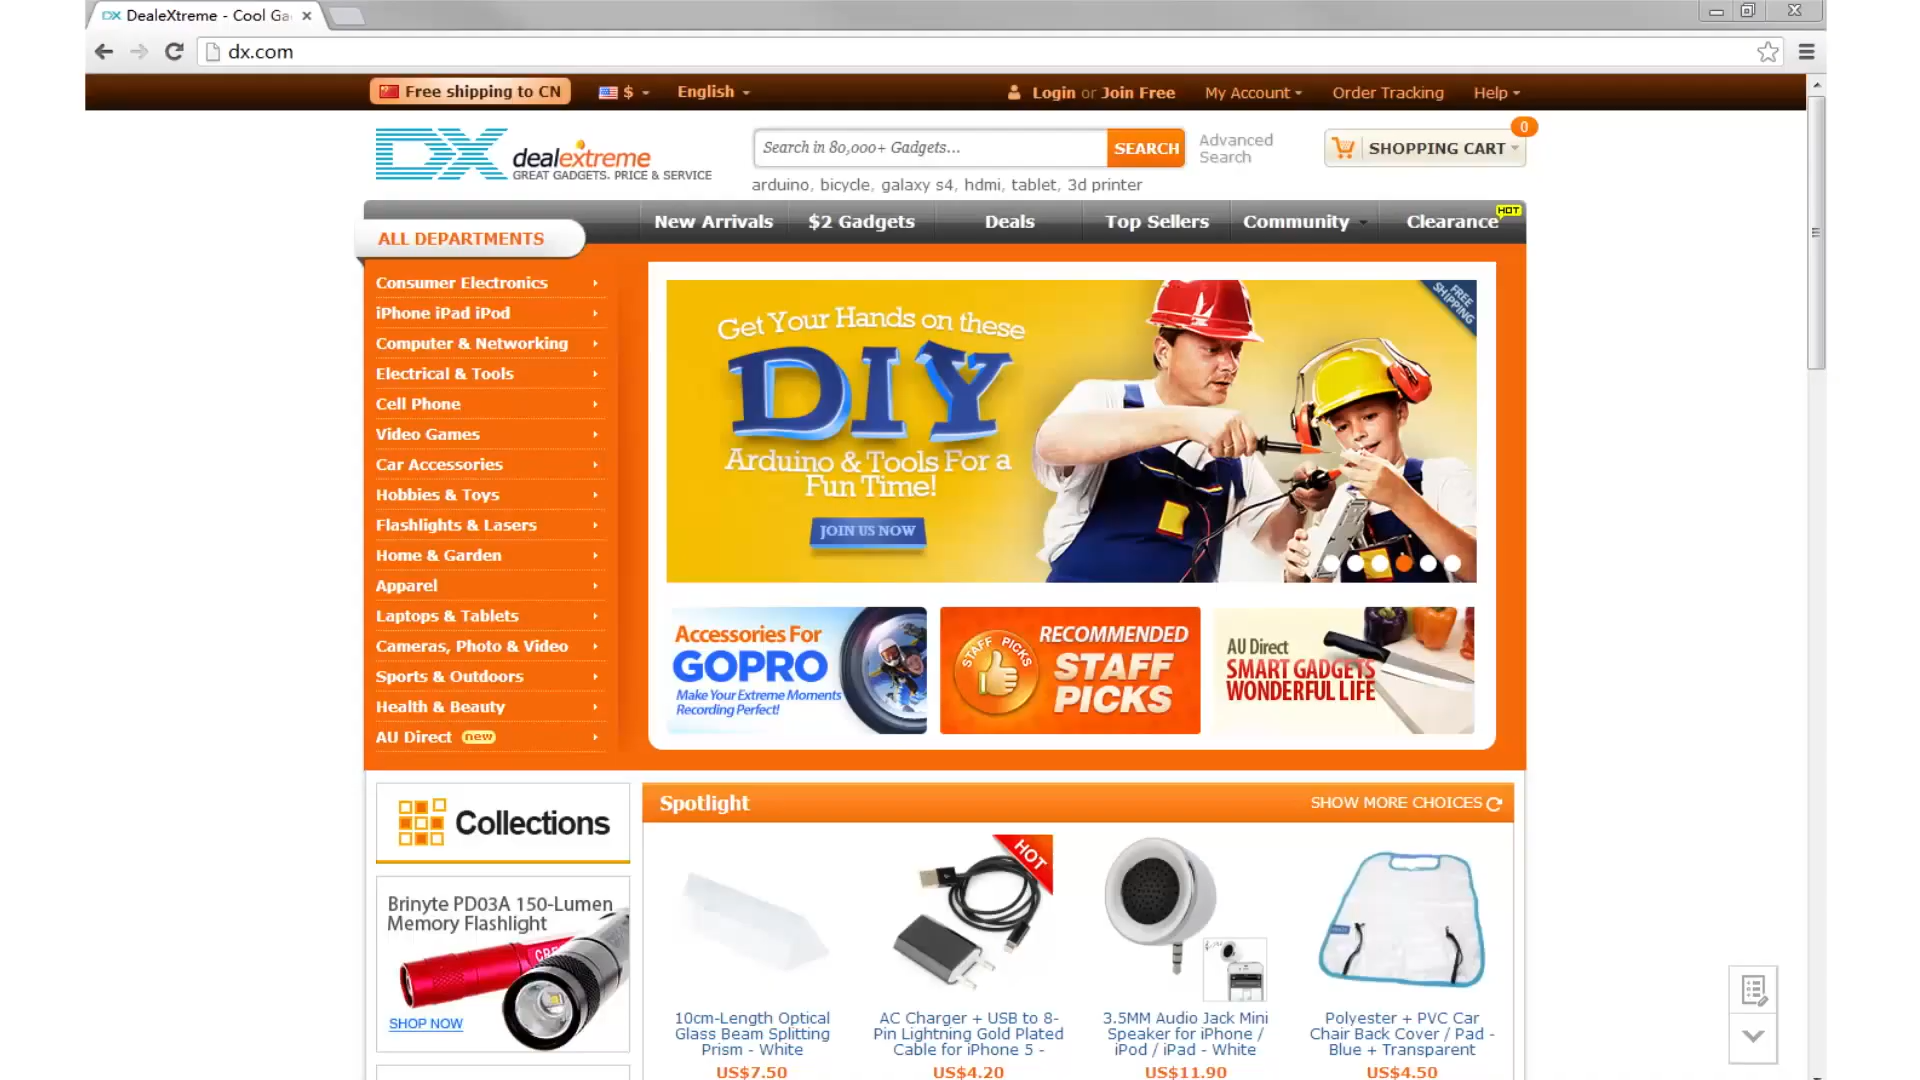 DX DealeXtreme - Cool Ga
dx.com
Free shipping to CN
$
English
Login or Join Free
My Account
Order Tracking
Help
DX dealextreme
GREAT GADGETS. PRICE & SERVICE
Search in 80,000+ Gadgets...
SEARCH
Advanced
Search
0
SHOPPING CART
arduino, bicycle, galaxy s4, hdmi, tablet, 3d printer
ALL DEPARTMENTS
New Arrivals
$2 Gadgets
Deals
Top Sellers
Community
Clearance
HOT
Consumer Electronics
iPhone iPad iPod
Computer & Networking
Electrical & Tools
Cell Phone
Video Games
Car Accessories
Hobbies & Toys
Flashlights & Lasers
Home & Garden
Apparel
Laptops & Tablets
Cameras, Photo & Video
Sports & Outdoors
Health & Beauty
AU Direct new
Get Your Hands on these
DIY
Arduino & Tools For a
Fun Time!
JOIN US NOW
FREE
SHIPPING
Accessories For
GOPRO
Make Your Extreme Moments
Recording Perfect!
STAFF PICKS
RECOMMENDED
STAFF
PICKS
AU Direct
SMART GADGETS
WONDERFUL LIFE
Collections
Brinyte PD03A 150-Lumen
Memory Flashlight
SHOP NOW
Spotlight
SHOW MORE CHOICES
HOT
10cm-Length Optical
Glass Beam Splitting
Prism - White
US$7.50
AC Charger + USB to 8-
Pin Lightning Gold Plated
Cable for iPhone 5 -
US$4.20
3.5MM Audio Jack Mini
Speaker for iPhone /
iPod / iPad - White
US$11.90
Polyester + PVC Car
Chair Back Cover / Pad -
Blue + Transparent
US$4.50